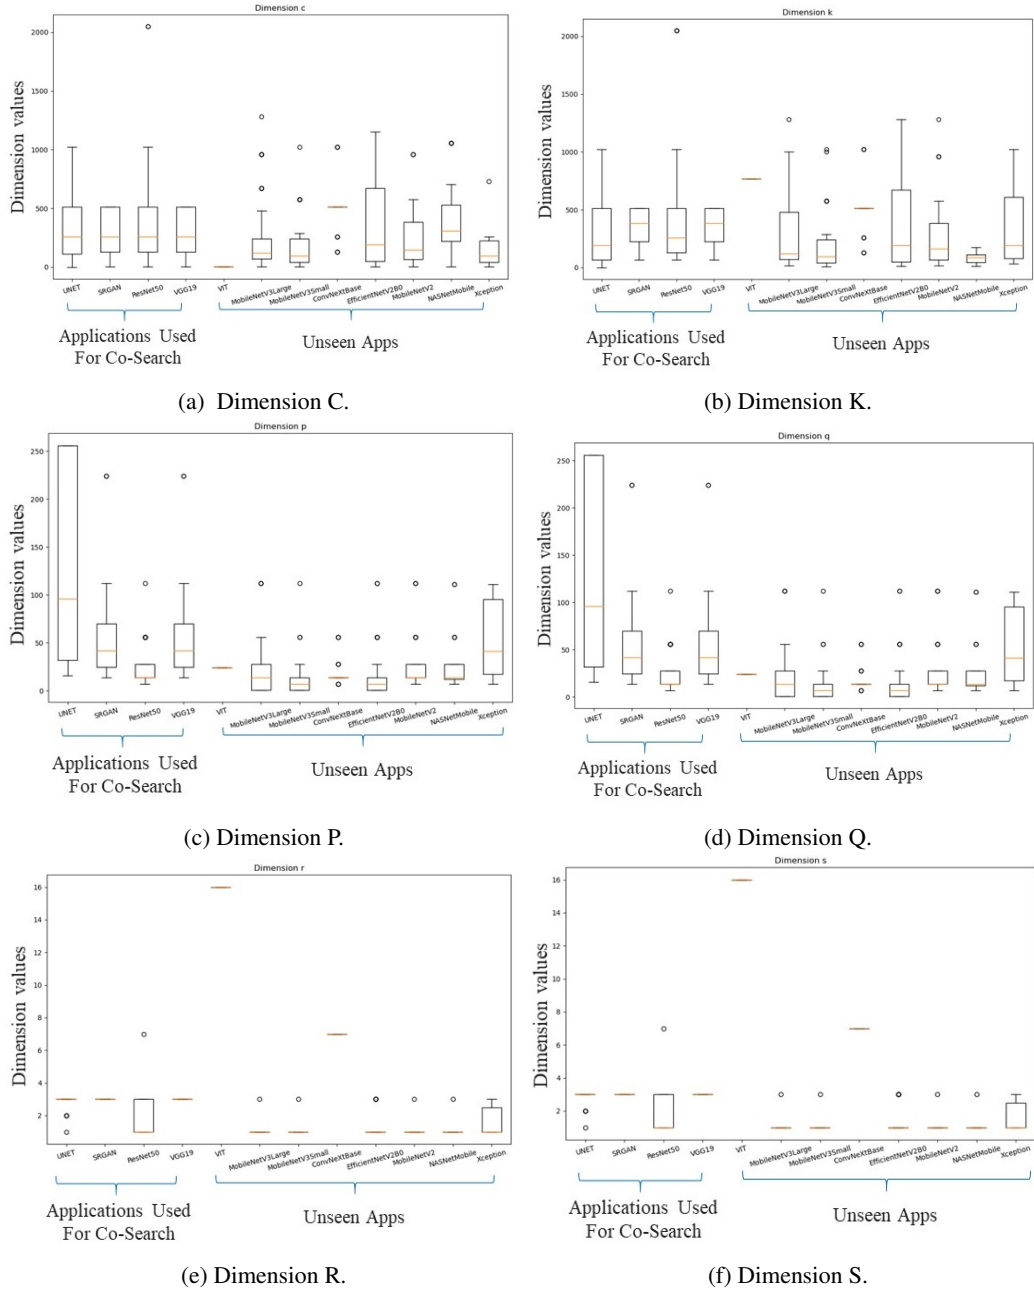 Dimension c
Dimension values
2000
1500
1000
500
0
UNET
SRGAN
ResNet50
VGG19
VIT
MobileNetV3Large
MobileNetV3Small
ConvNeXtBase
EfficientNetV2B0
MobileNetV2
NASNetMobile
Xception
Applications Used
For Co-Search
Unseen Apps
(a) Dimension C.
Dimension k
Dimension values
2000
1500
1000
500
0
UNET
SRGAN
ResNet50
VGG19
VIT
MobileNetV3Large
MobileNetV3Small
ConvNeXtBase
EfficientNetV2B0
MobileNetV2
NASNetMobile
Xception
Applications Used
For Co-Search
Unseen Apps
(b) Dimension K.
Dimension p
Dimension values
250
200
150
100
50
0
UNET
SRGAN
ResNet50
VGG19
VIT
MobileNetV3Large
MobileNetV3Small
ConvNeXtBase
EfficientNetV2B0
MobileNetV2
NASNetMobile
Xception
Applications Used
For Co-Search
Unseen Apps
(c) Dimension P.
Dimension q
Dimension values
250
200
150
100
50
0
UNET
SRGAN
ResNet50
VGG19
VIT
MobileNetV3Large
MobileNetV3Small
ConvNeXtBase
EfficientNetV2B0
MobileNetV2
NASNetMobile
Xception
Applications Used
For Co-Search
Unseen Apps
(d) Dimension Q.
Dimension r
Dimension values
16
14
12
10
8
6
4
2
UNET
SRGAN
ResNet50
VGG19
VIT
MobileNetV3Large
MobileNetV3Small
ConvNeXtBase
EfficientNetV2B0
MobileNetV2
NASNetMobile
Xception
Applications Used
For Co-Search
Unseen Apps
(e) Dimension R.
Dimension s
Dimension values
16
14
12
10
8
6
4
2
UNET
SRGAN
ResNet50
VGG19
VIT
MobileNetV3Large
MobileNetV3Small
ConvNeXtBase
EfficientNetV2B0
MobileNetV2
NASNetMobile
Xception
Applications Used
For Co-Search
Unseen Apps
(f) Dimension S.